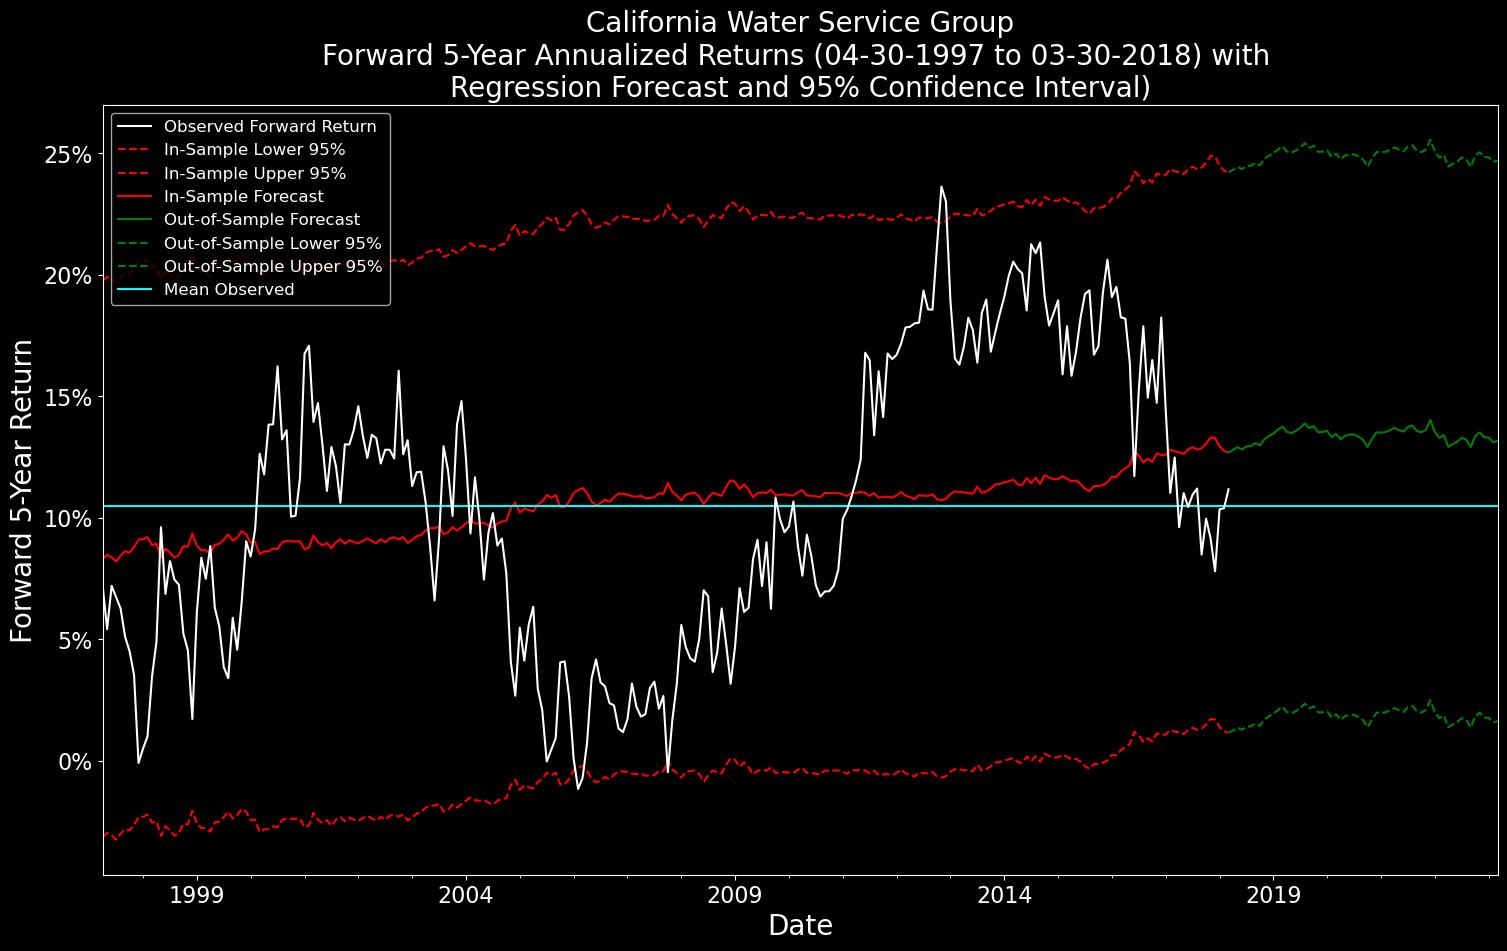 California Water Service Group
Forward 5-Year Annualized Returns (04-30-1997 to 03-30-2018) with
Regression Forecast and 95% Confidence Interval)
Observed Forward Return
In-Sample Lower 95%
In-Sample Upper 95%
In-Sample Forecast
Out-of-Sample Forecast
Out-of-Sample Lower 95%
Out-of-Sample Upper 95%
Mean Observed
25%
20%
15%
10%
5%
0%
Forward 5-Year Return
1999
2004
2009
2014
2019
Date